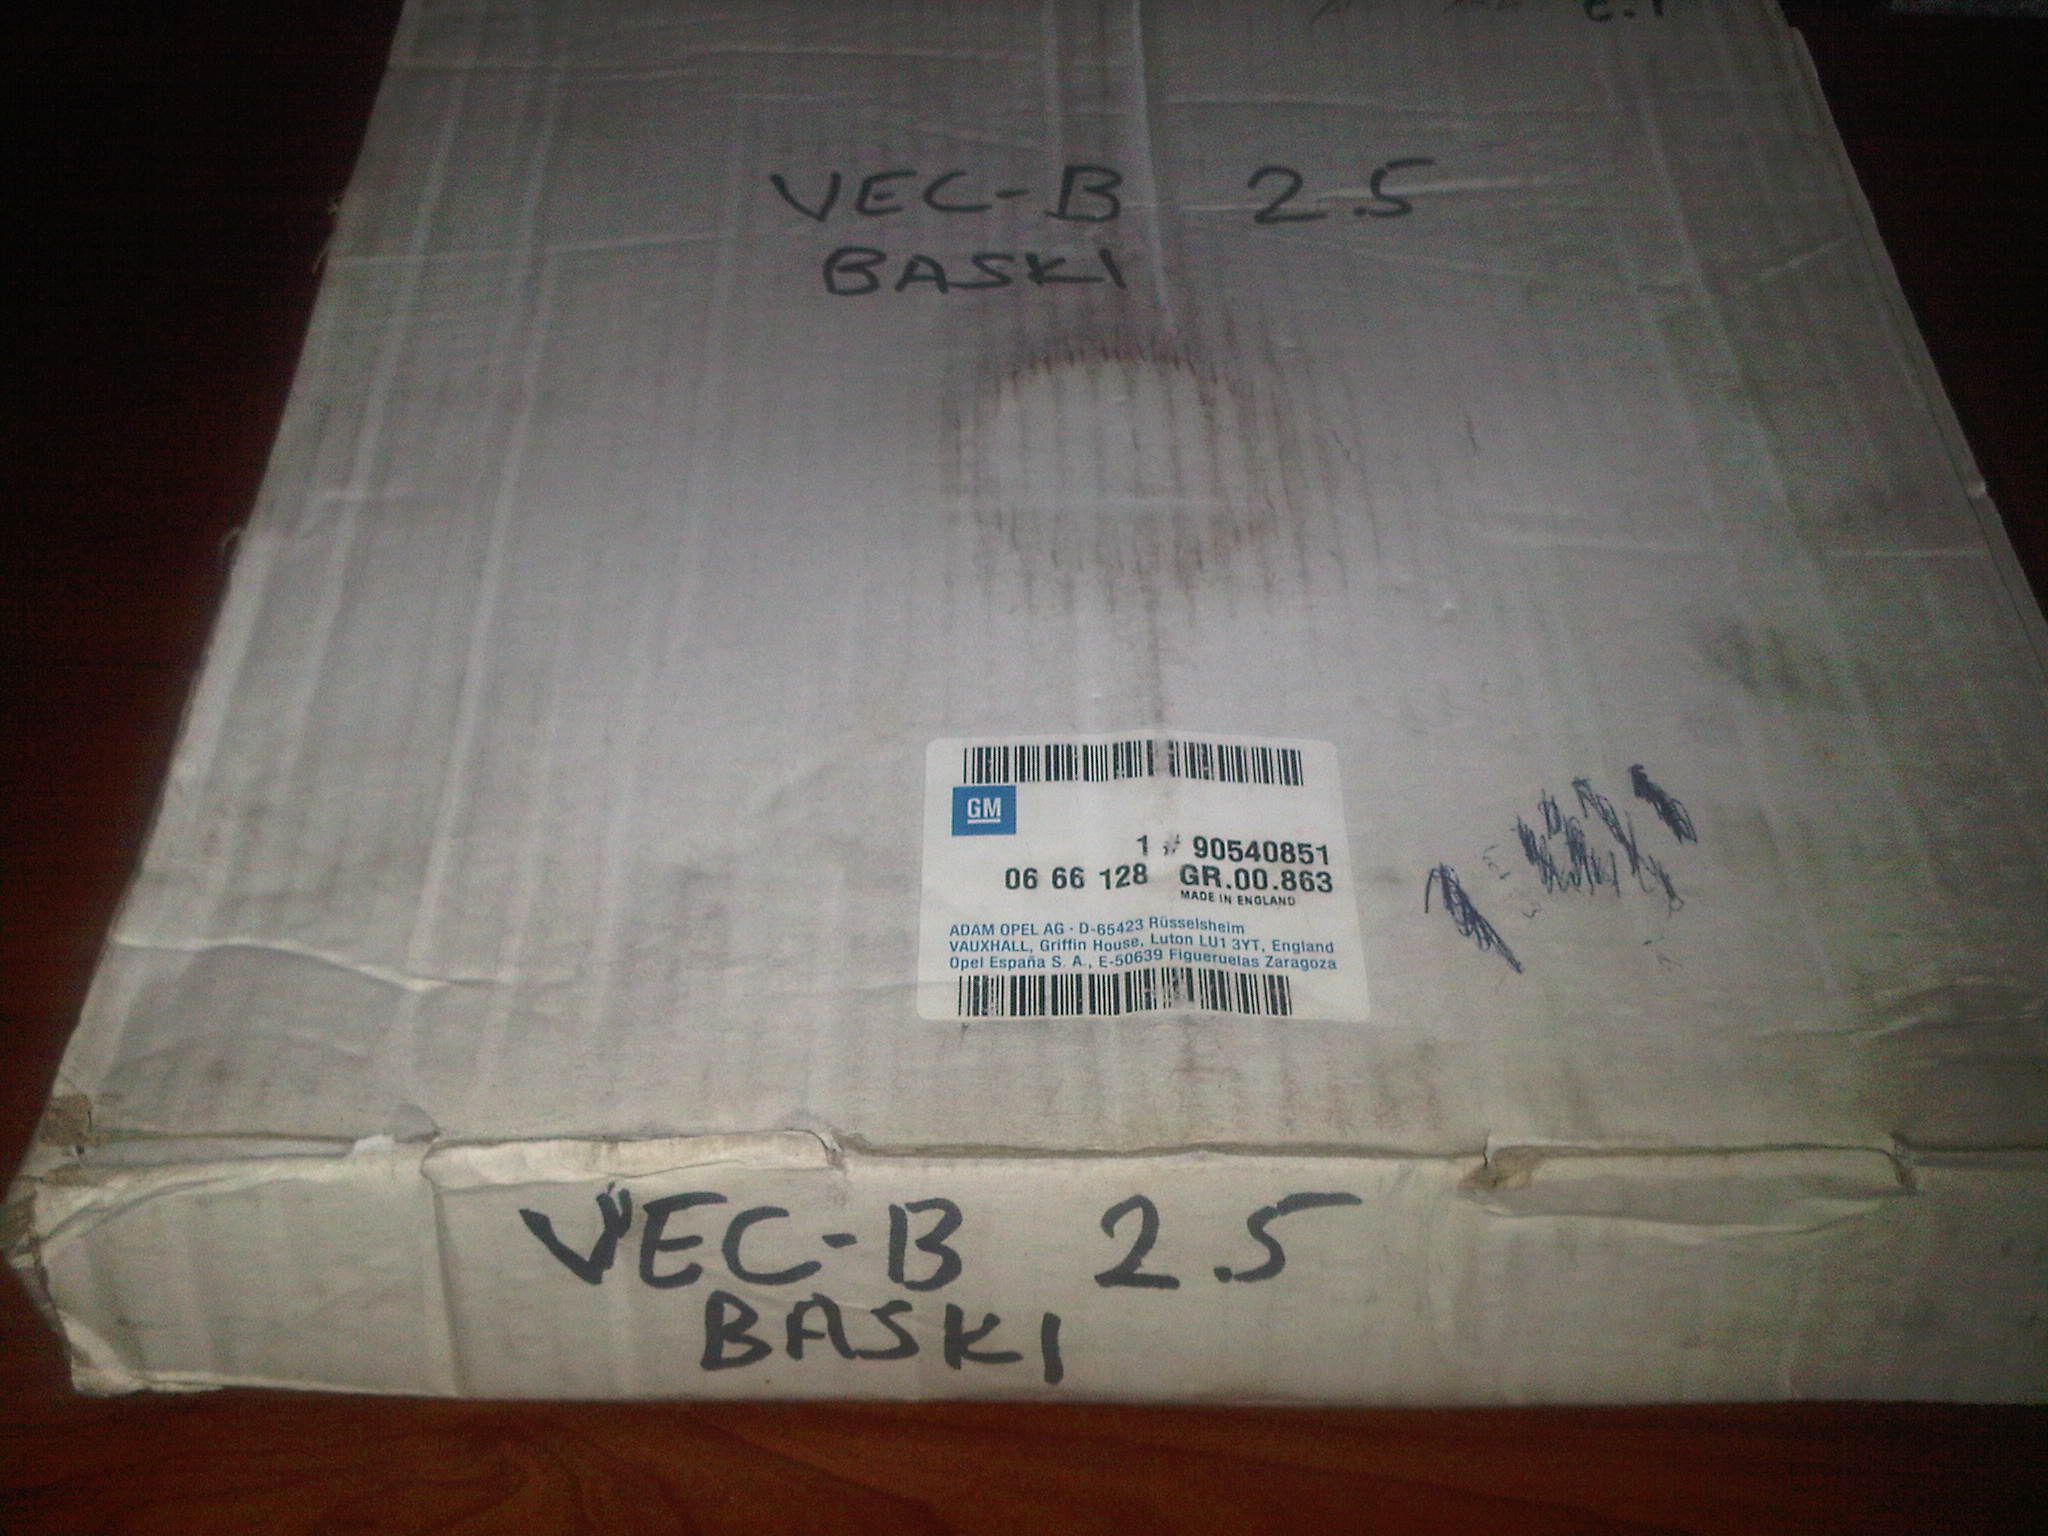 VEC-B 2.5
BASKI
GM
1 # 90540851
06 66 128 GR.00.863
MADE IN ENGLAND
ADAM OPEL AG · D-65423 Rüsselsheim
VAUXHALL, Griffin House, Luton LU1 3YT, England
Opel España S. A., E-50639 Figueruelas Zaragoza
VEC-B 2.5
BASKI